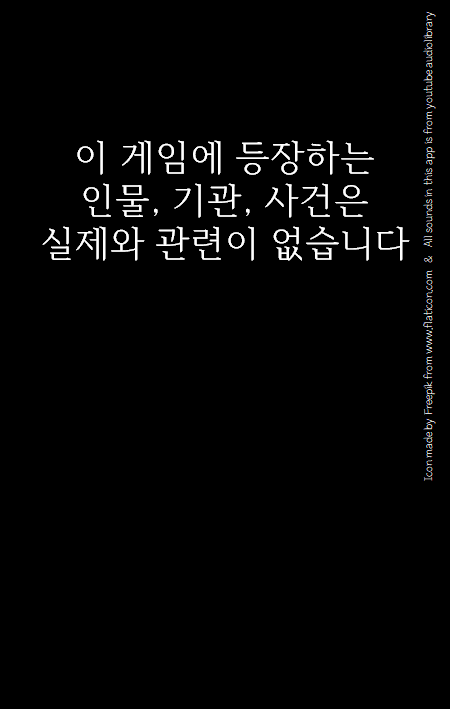 이 게임에 등장하는
인물, 기관, 사건은
실제와 관련이 없습니다
Icon made by Freepik from www.flaticon.com & All sounds in this app is from youtube audiolibrary